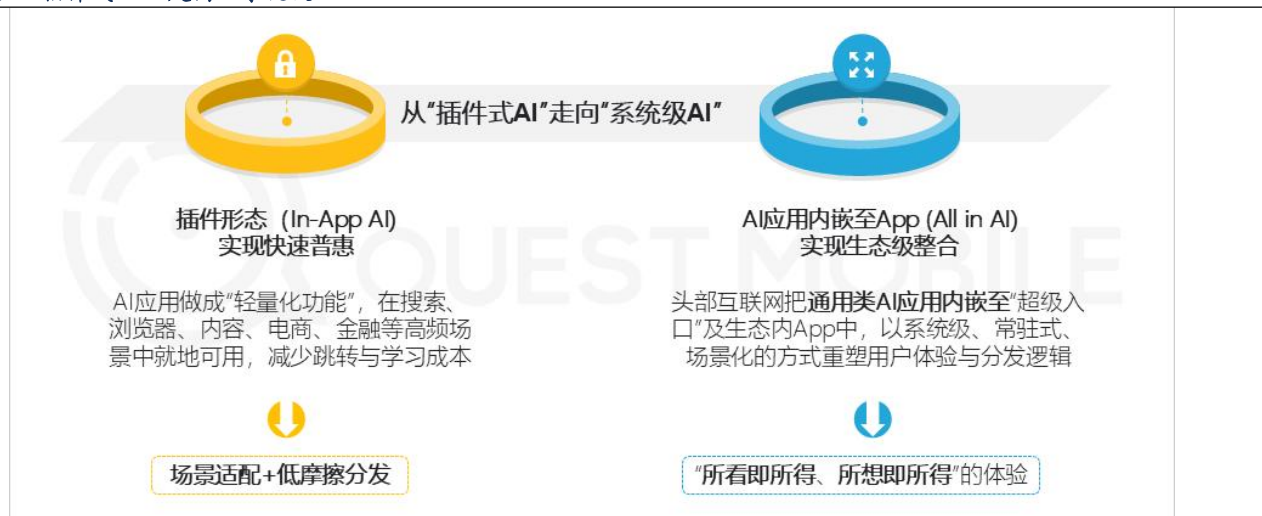 从“插件式AI”走向“系统级AI”
插件形态（In-App AI)
实现快速普惠
AI应用做成“轻量化功能”，在搜索、
浏览器、内容、电商、金融等高频场
景中就地可用，减少跳转与学习成本
场景适配+低摩擦分发
AI应用内嵌至App (All in AI)
实现生态级整合
头部互联网把通用类AI应用内嵌至“超级入
口”及生态内App中，以系统级、常驻式、
场景化的方式重塑用户体验与分发逻辑
“所看即所得、所想即所得”的体验
QUEST MOBILE